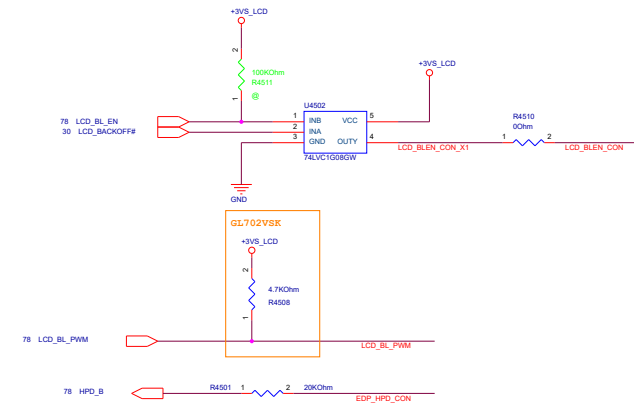 +3VS_LCD
2
100KOhm
R4511
@
1
+3VS_LCD
U4502
78 LCD_BL_EN
1 INB VCC 5
30 LCD_BACKOFF#
2 INA
3 GND OUTY 4
74LVC1G08GW
LCD_BLEN_CON_X1
R4510
0Ohm
1 2
LCD_BLEN_CON
GND
GL702VSK
+3VS_LCD
2
4.7KOhm
R4508
1
78 LCD_BL_PWM
LCD_BL_PWM
78 HPD_B
R4501 1 2 20KOhm
EDP_HPD_CON